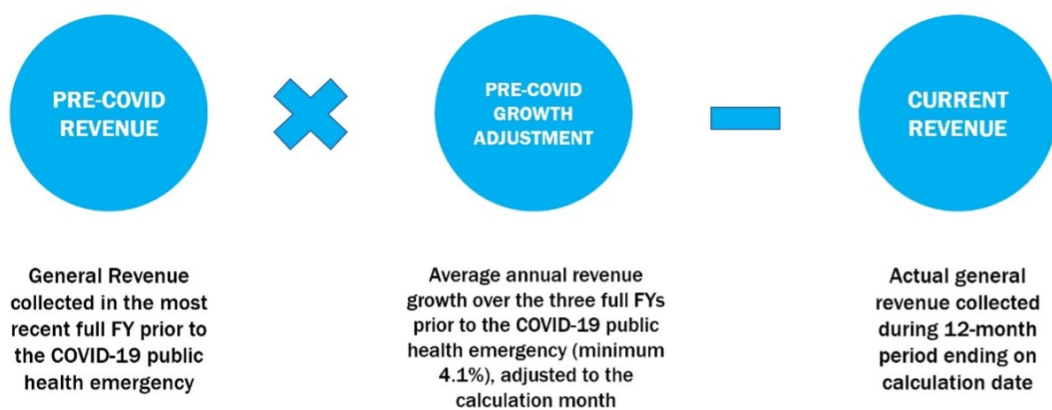 PRE-COVID
REVENUE
PRE-COVID
GROWTH
ADJUSTMENT
CURRENT
REVENUE
General Revenue
collected in the most
recent full FY prior to
the COVID-19 public
health emergency
Average annual revenue
growth over the three full FYs
prior to the COVID-19 public
health emergency (minimum
4.1%), adjusted to the
calculation month
Actual general
revenue collected
during 12-month
period ending on
calculation date